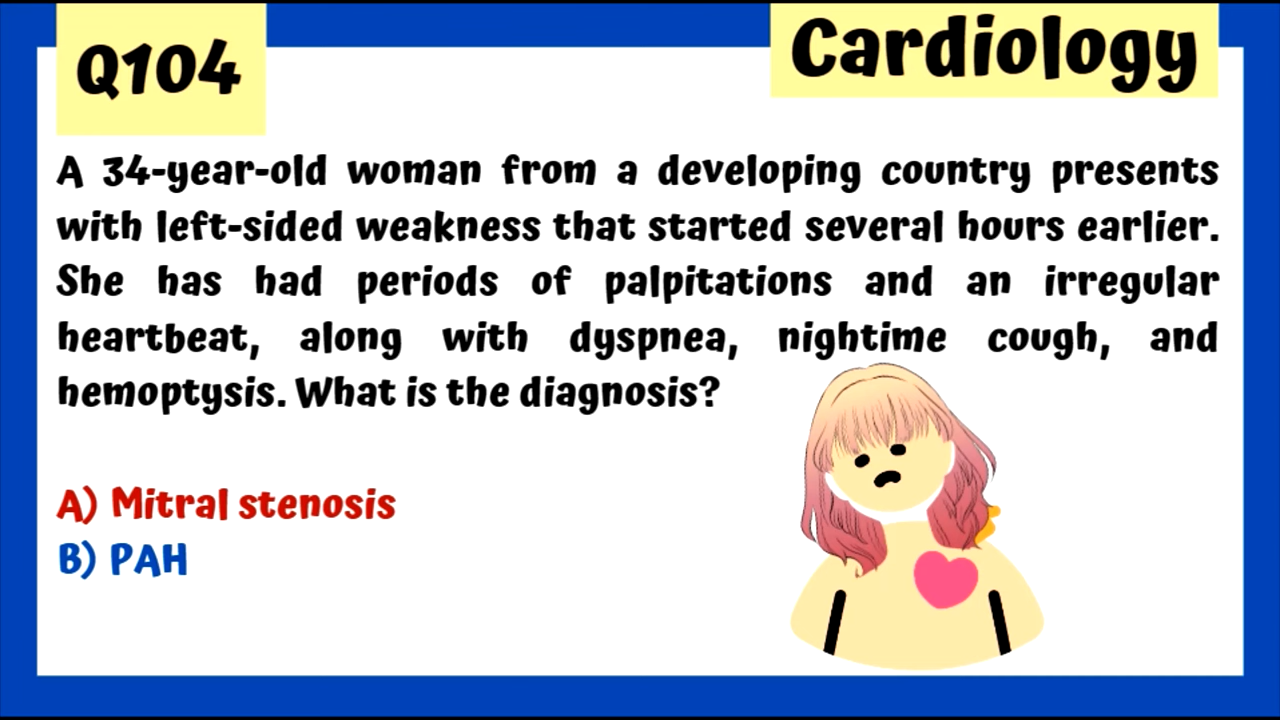 Q104
Cardiology
A 34-year-old woman from a developing country presents
with left-sided weakness that started several hours earlier.
She has had periods of palpitations and an irregular
heartbeat, along with dyspnea, nightime cough, and
hemoptysis. What is the diagnosis?
A) Mitral stenosis
B) PAH